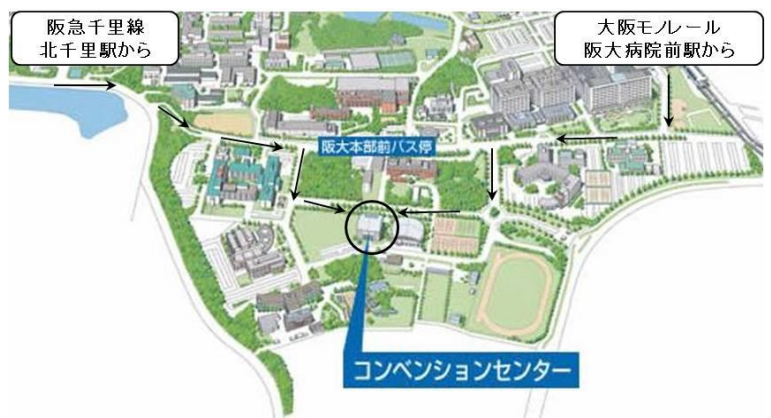 阪急千里線
北千里駅から
大阪モノレール
阪大病院前駅から
阪大本部前バス停
コンベンションセンター